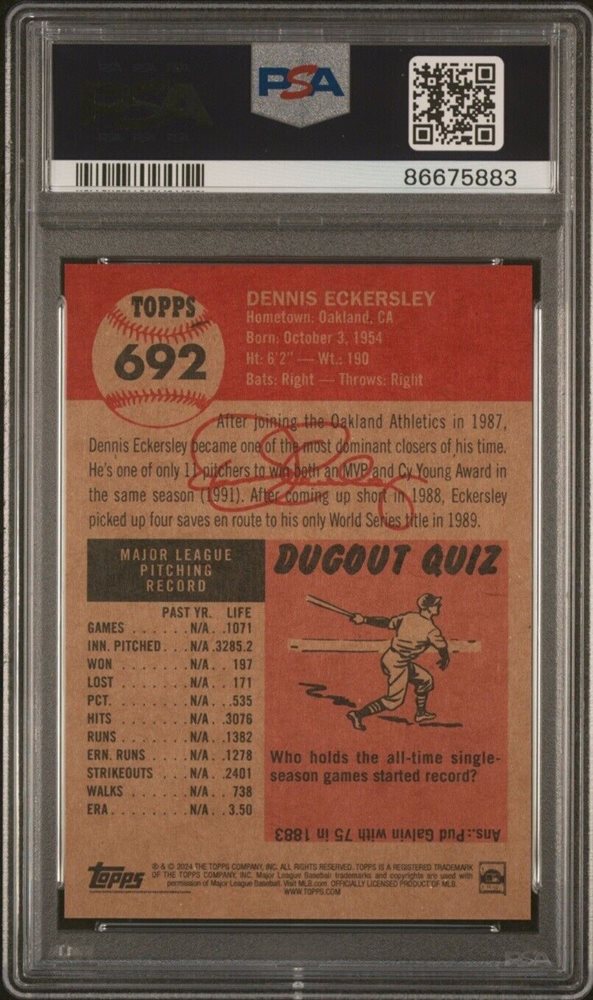 PSA
86675883
TOPPS
692
DENNIS ECKERSLEY
Hometown: Oakland, CA
Born: October 3, 1954
Ht: 6'2" — Wt.: 190
Bats: Right — Throws: Right
After joining the Oakland Athletics in 1987,
Dennis Eckersley became one of the most dominant closers of his time.
He's one of only 11 pitchers to win both an MVP and Cy Young Award in
the same season (1991). After coming up short in 1988, Eckersley
picked up four saves en route to his only World Series title in 1989.
MAJOR LEAGUE
PITCHING
RECORD
PAST YR. LIFE
GAMES . . . . . . . N/A . .1071
INN. PITCHED . . . N/A .3285.2
WON . . . . . . . . N/A . . 197
LOST . . . . . . . . N/A . . 171
PCT. . . . . . . . . N/A . . .535
HITS . . . . . . . . N/A . .3076
RUNS . . . . . . . . N/A . .1382
ERN. RUNS . . . . . N/A . .1278
STRIKEOUTS . . . . N/A . .2401
WALKS . . . . . . . N/A . . 738
ERA . . . . . . . . . N/A . . 3.50
DUGOUT QUIZ
Who holds the all-time single-
season games started record?
Ans.: Pud Galvin with 75 in 1883
topps
® & © 2024 THE TOPPS COMPANY, INC. ALL RIGHTS RESERVED. TOPPS IS A REGISTERED TRADEMARK
OF THE TOPPS COMPANY, INC. Major League Baseball trademarks and copyrights are used with
permission of Major League Baseball. Visit MLB.com. OFFICIALLY LICENSED PRODUCT OF MLB.
WWW.TOPPS.COM
PSA